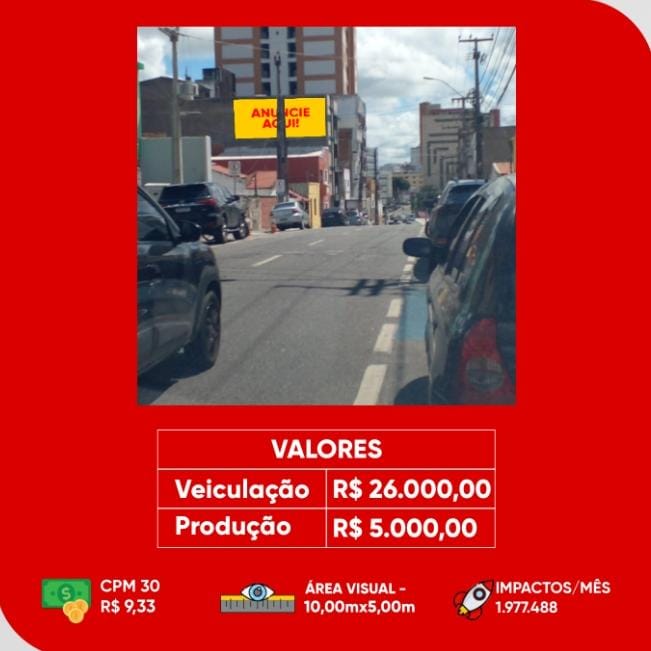 ANUNCIE
AQUI!
VALORES
Veiculação R$ 26.000,00
Produção R$ 5.000,00
CPM 30
R$ 9,33
ÁREA VISUAL -
10,00mx5,00m
IMPACTOS/MÊS
1.977.488